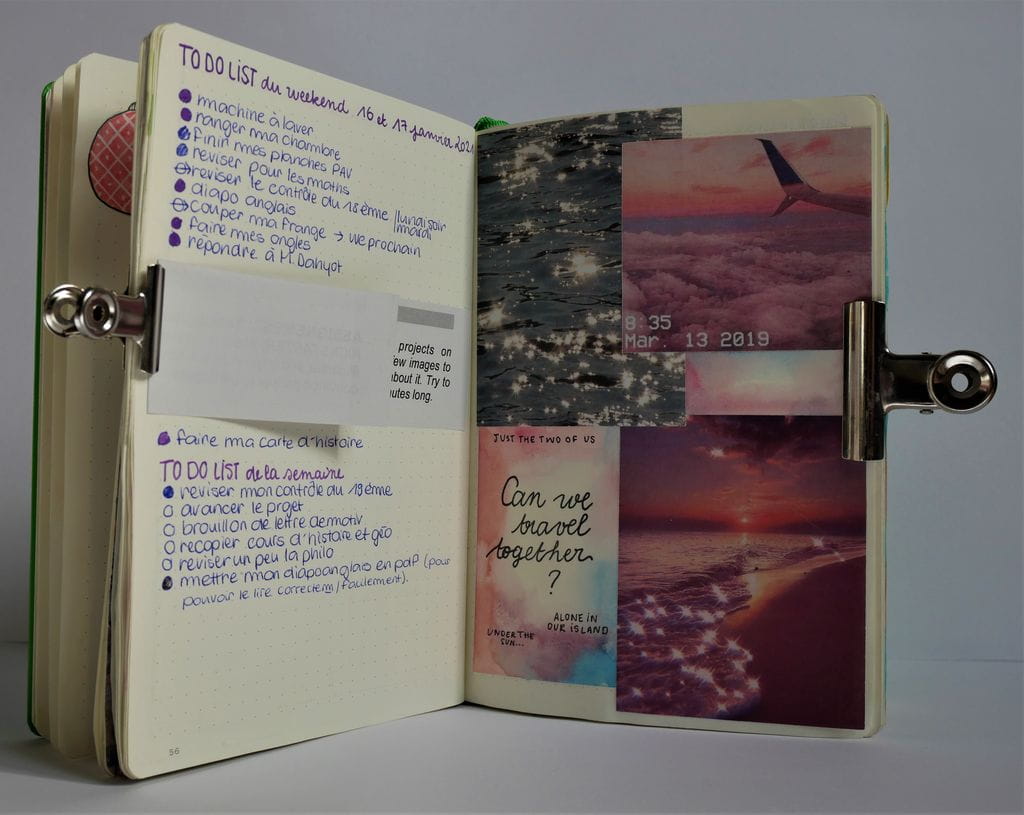 TO DO LIST du weekend 16 et 17 janvier 2021
machine à laver
ranger ma chambre
finir mes planches PAV
reviser pour les maths
reviser le contrôle du 18ème / lundi soir
/ mardi
diapo anglais
couper ma frange → we prochain
faire mes ongles
répondre à M. Danyot
projects on
ew images to
bout it. Try to
utes long.
faire ma carte d'histoire
TO DO LIST de la semaine
reviser mon contrôle du 19ème
avancer le projet
brouillon de lettre de motiv
recopier cours d'histoire et géo
reviser un peu la philo
mettre mon diapo anglais en pdf (pour
pouvoir le lire correctem/facilement).
56
8:35
Mar. 13 2019
JUST THE TWO OF US
Can we
travel
together
?
ALONE IN
OUR ISLAND
UNDER THE
SUN...